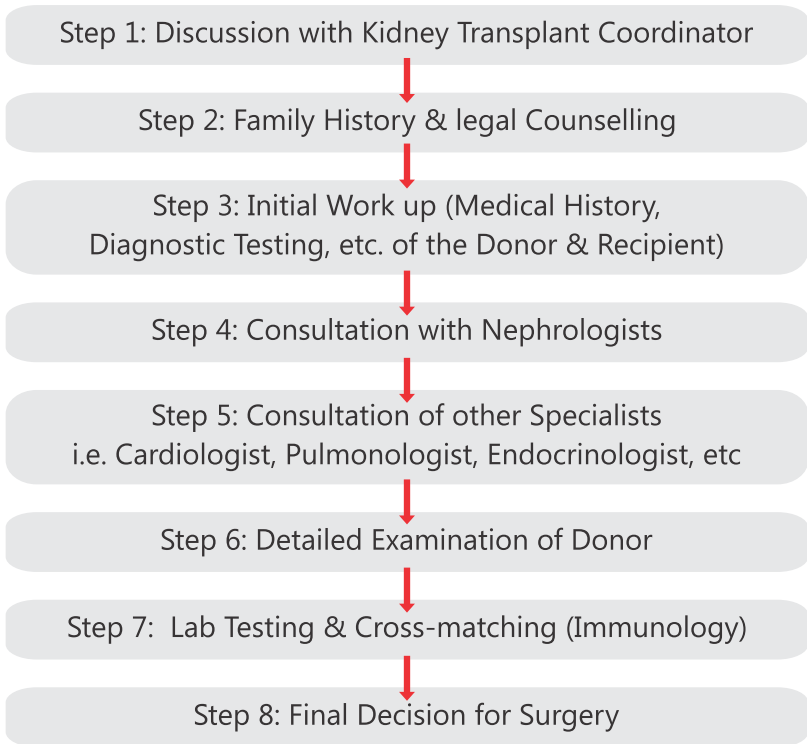 Step 1: Discussion with Kidney Transplant Coordinator
Step 2: Family History & legal Counselling
Step 3: Initial Work up (Medical History,
Diagnostic Testing, etc. of the Donor & Recipient)
Step 4: Consultation with Nephrologists
Step 5: Consultation of other Specialists
i.e. Cardiologist, Pulmonologist, Endocrinologist, etc
Step 6: Detailed Examination of Donor
Step 7:  Lab Testing & Cross-matching (Immunology)
Step 8: Final Decision for Surgery